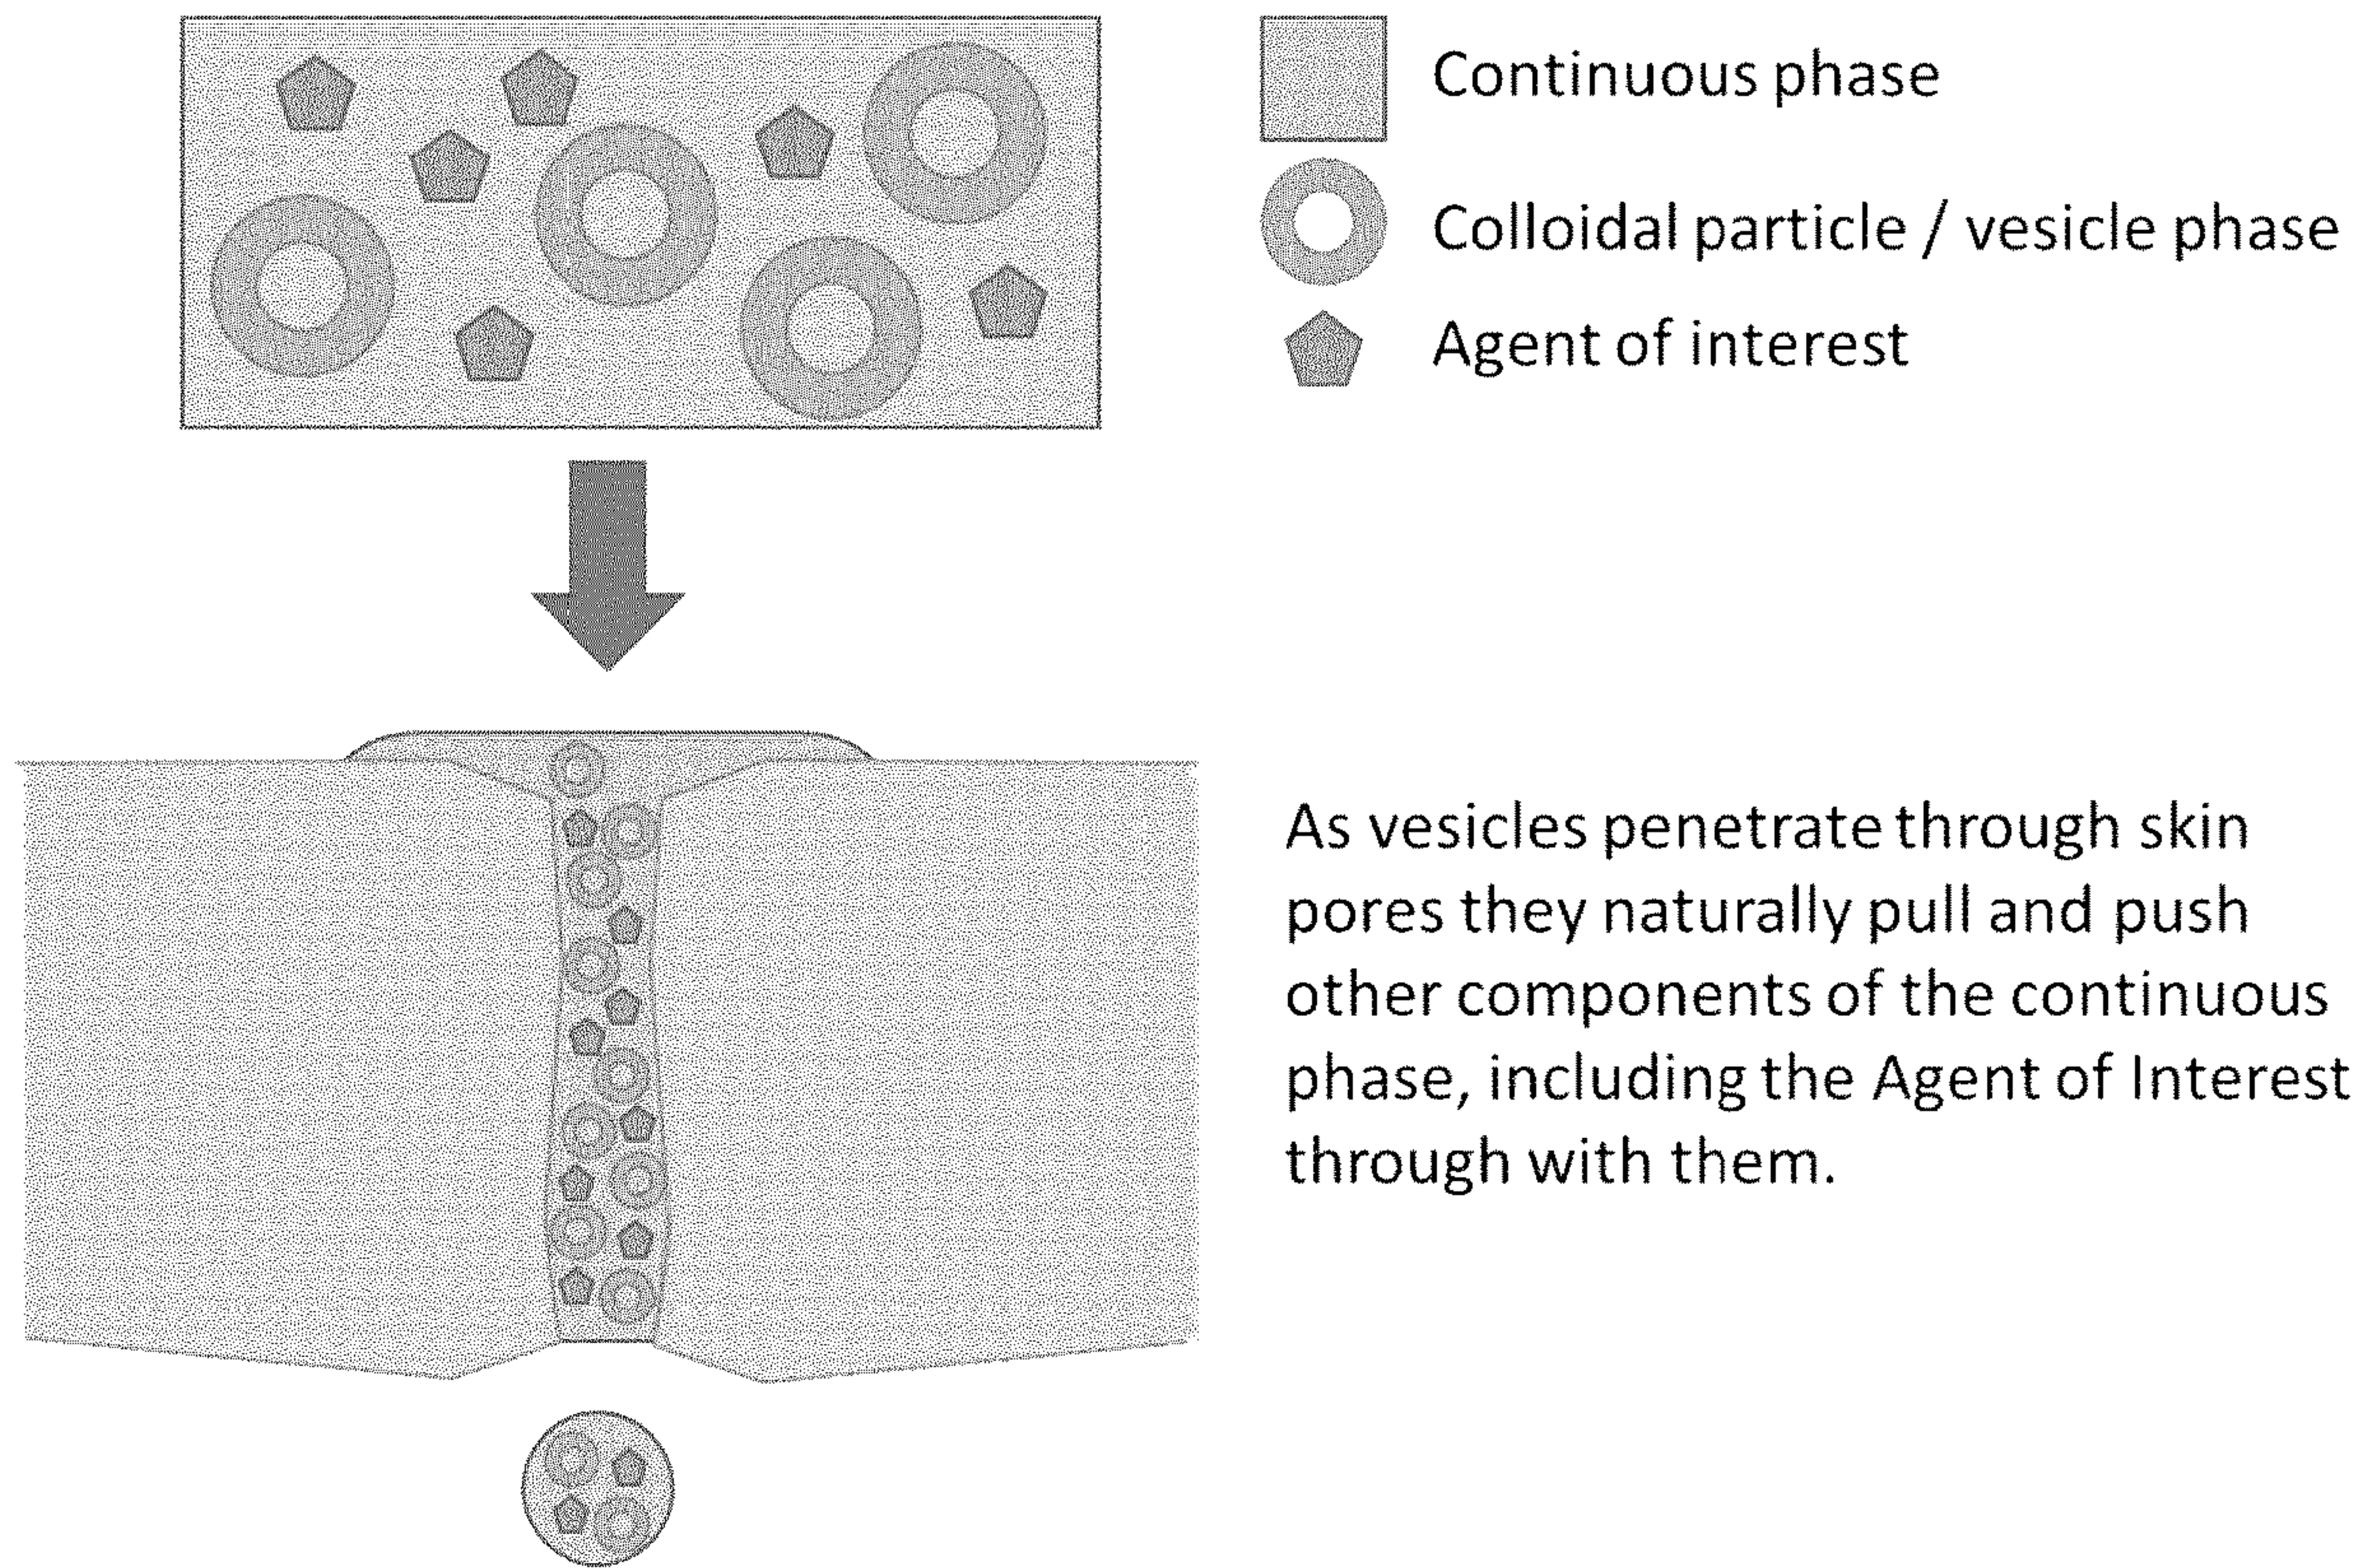 Continuous phase
Colloidal particle / vesicle phase
Agent of interest
As vesicles penetrate through skin
pores they naturally pull and push
other components of the continuous
phase, including the Agent of Interest
through with them.